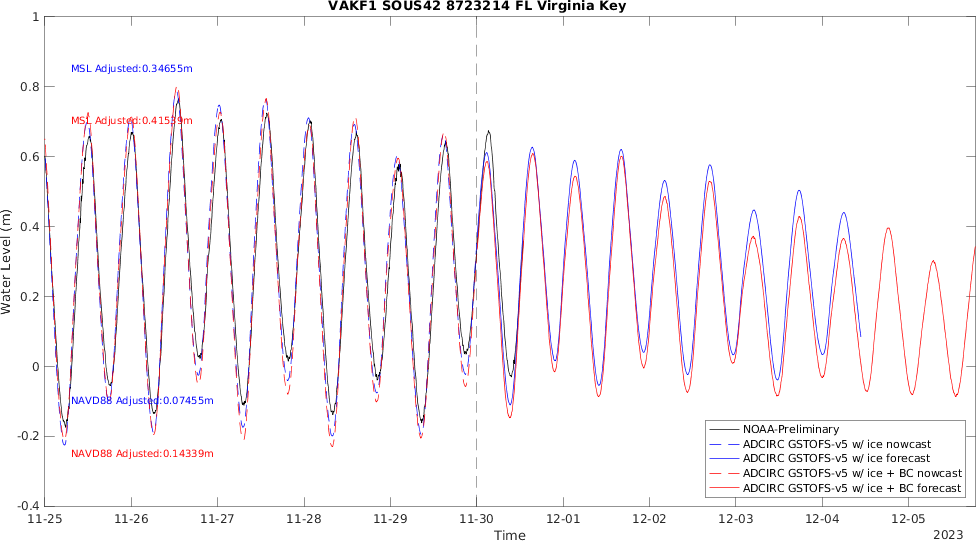 VAKF1 SOUS42 8723214 FL Virginia Key
1
0.8
0.6
0.4
0.2
0
-0.2
-0.4
Water Level (m)
MSL Adjusted:0.34655m
MSL Adjusted:0.41539m
NAVD88 Adjusted:0.07455m
NAVD88 Adjusted:0.14339m
NOAA-Preliminary
ADCIRC GSTOFS-v5 w/ ice nowcast
ADCIRC GSTOFS-v5 w/ ice forecast
ADCIRC GSTOFS-v5 w/ ice + BC nowcast
ADCIRC GSTOFS-v5 w/ ice + BC forecast
11-25 11-26 11-27 11-28 11-29 11-30 12-01 12-02 12-03 12-04 12-05
Time
2023